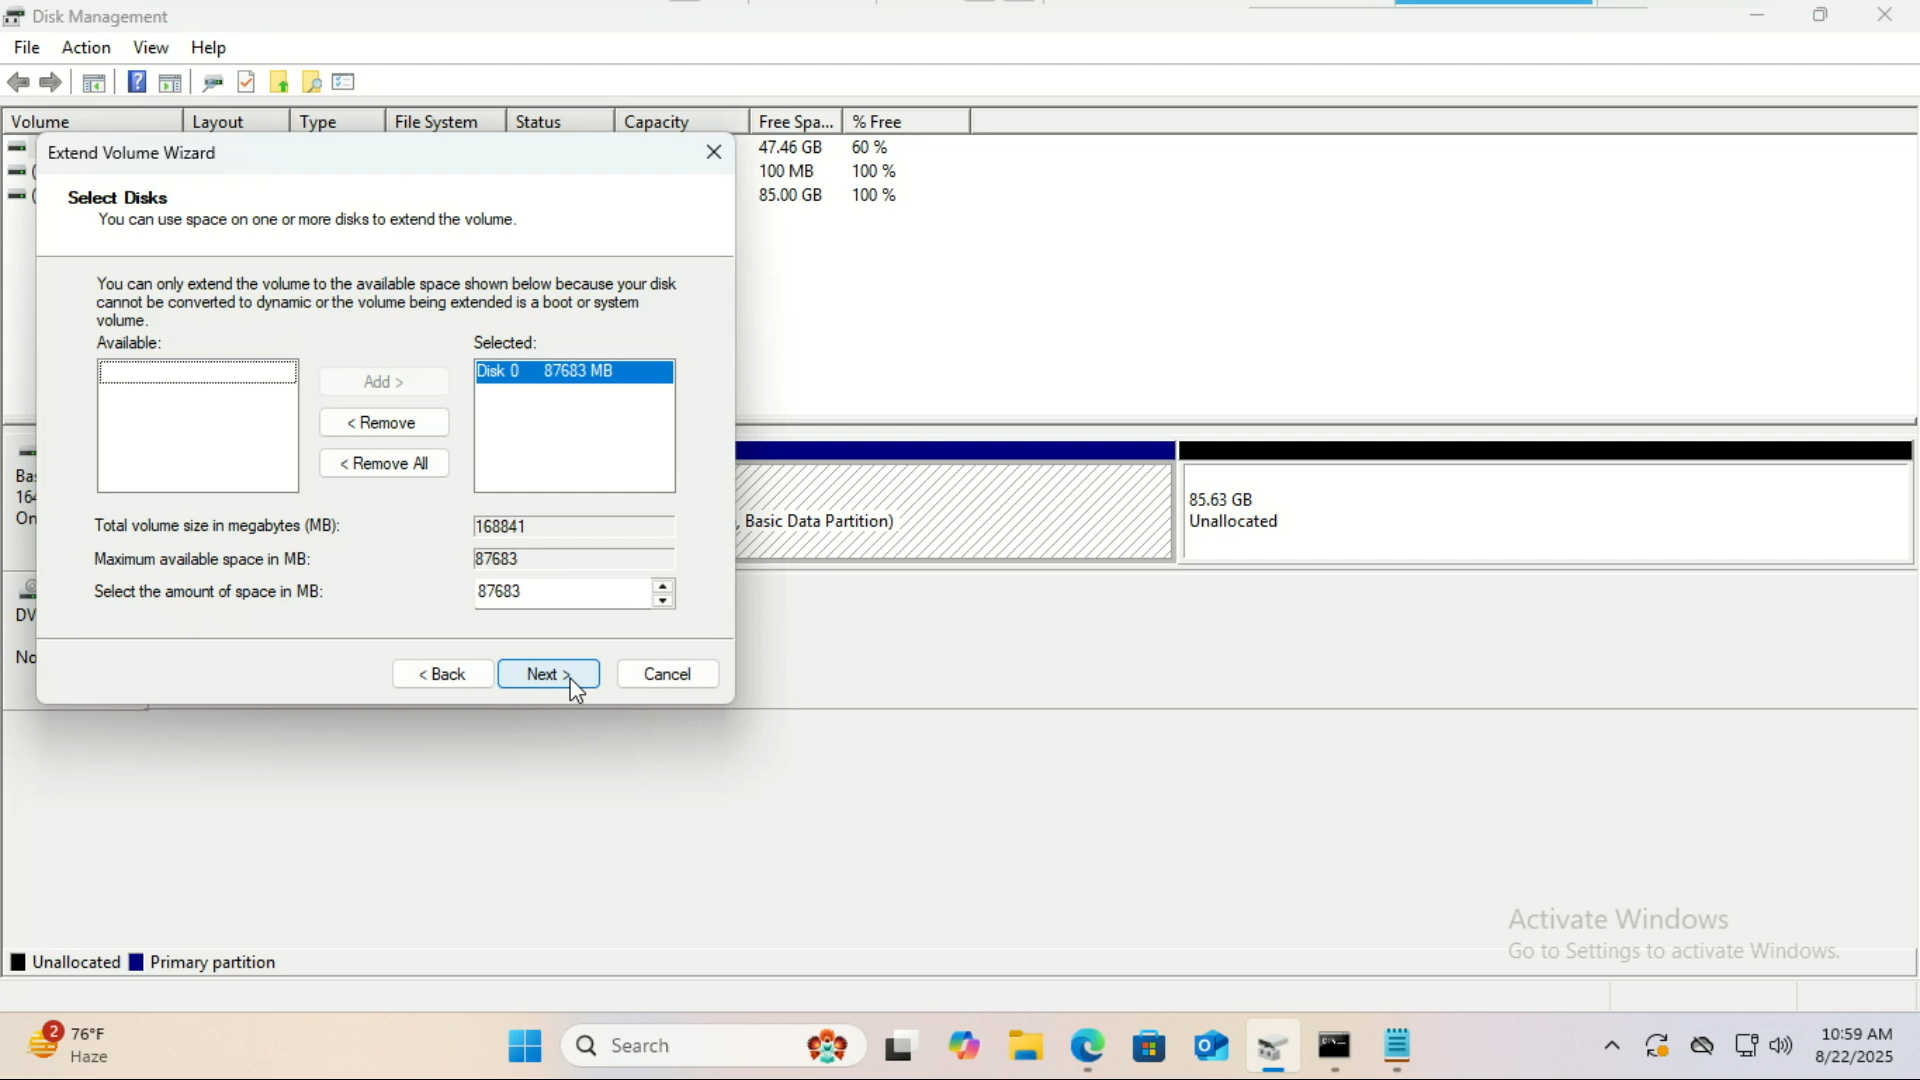 Disk Management
File Action View Help
Volume Layout Type File System Status Capacity Free Spa... % Free
47.46 GB 60 %
( 100 MB 100 %
( 85.00 GB 100 %
Extend Volume Wizard
Select Disks
You can use space on one or more disks to extend the volume.
You can only extend the volume to the available space shown below because your disk
cannot be converted to dynamic or the volume being extended is a boot or system
volume.
Available: Selected:
Disk 0 87683 MB
Add >
< Remove
< Remove All
Total volume size in megabytes (MB): 168841
Maximum available space in MB: 87683
Select the amount of space in MB: 87683
< Back Next > Cancel
Bas
164
On
, Basic Data Partition)
85.63 GB
Unallocated
DV
No
Activate Windows
Go to Settings to activate Windows.
Unallocated Primary partition
2
76°F
Haze
Search
10:59 AM
8/22/2025